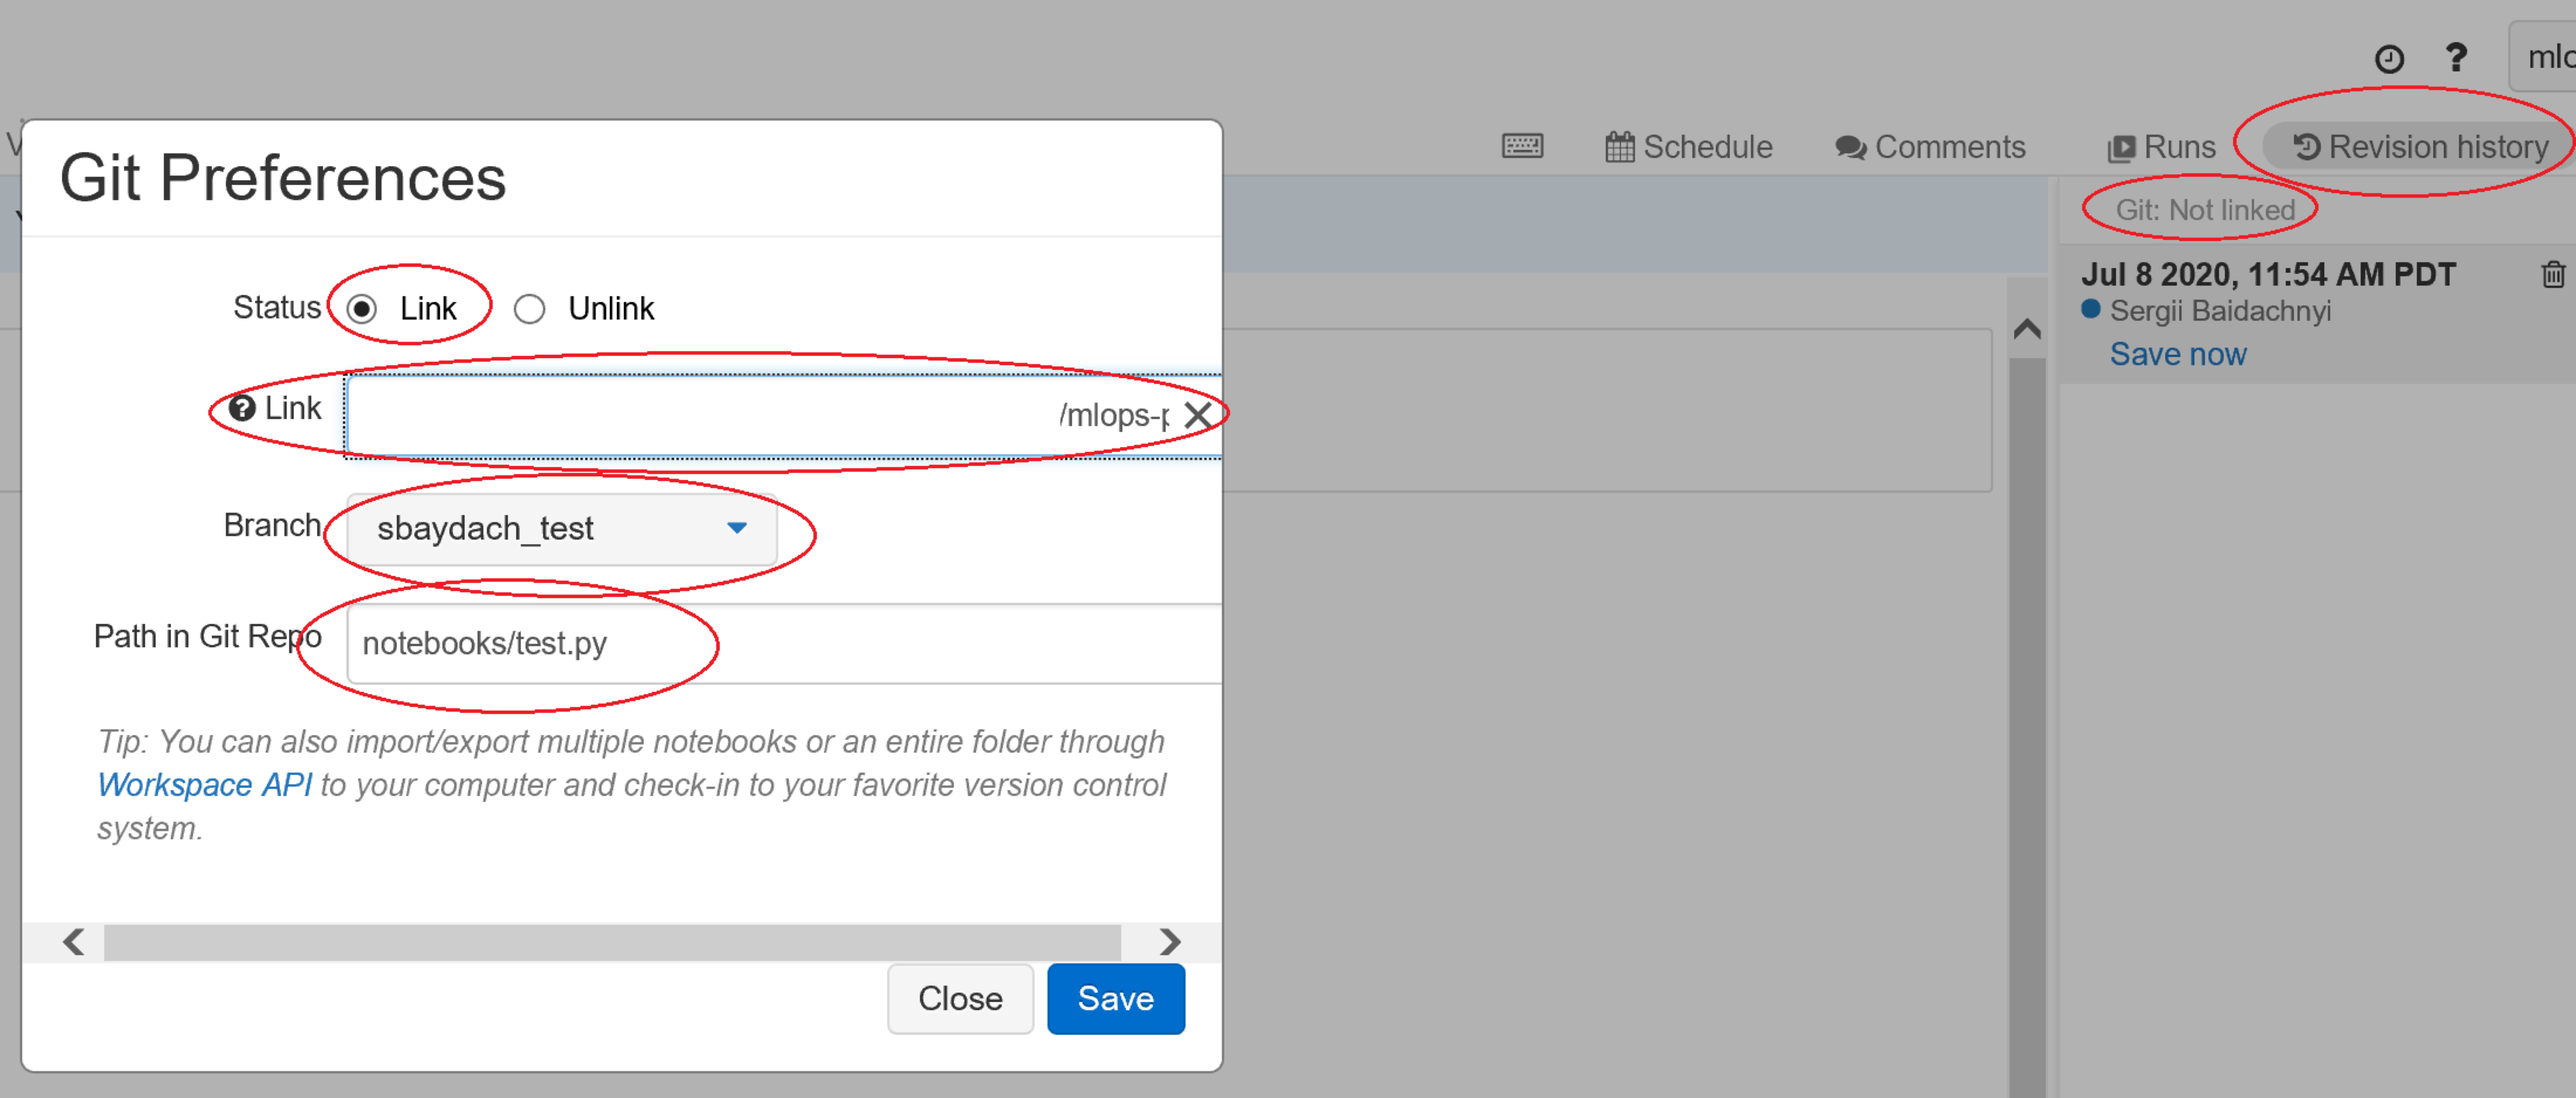 Schedule
Comments
Runs
Revision history
Git: Not linked
Jul 8 2020, 11:54 AM PDT
Sergii Baidachnyi
Save now
Git Preferences
Status Link Unlink
Link /mlops-
Branch sbaydach_test
Path in Git Repo notebooks/test.py
Tip: You can also import/export multiple notebooks or an entire folder through
Workspace API to your computer and check-in to your favorite version control
system.
Close Save